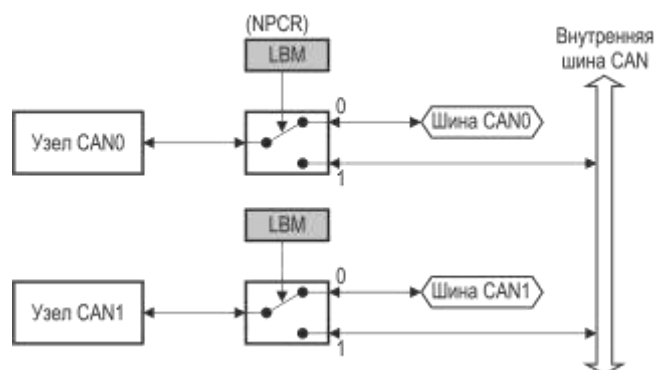 (NPCR)
LBM
Внутренняя
шина CAN
0
Узел CAN0
Шина CAN0
1
LBM
0
Узел CAN1
Шина CAN1
1